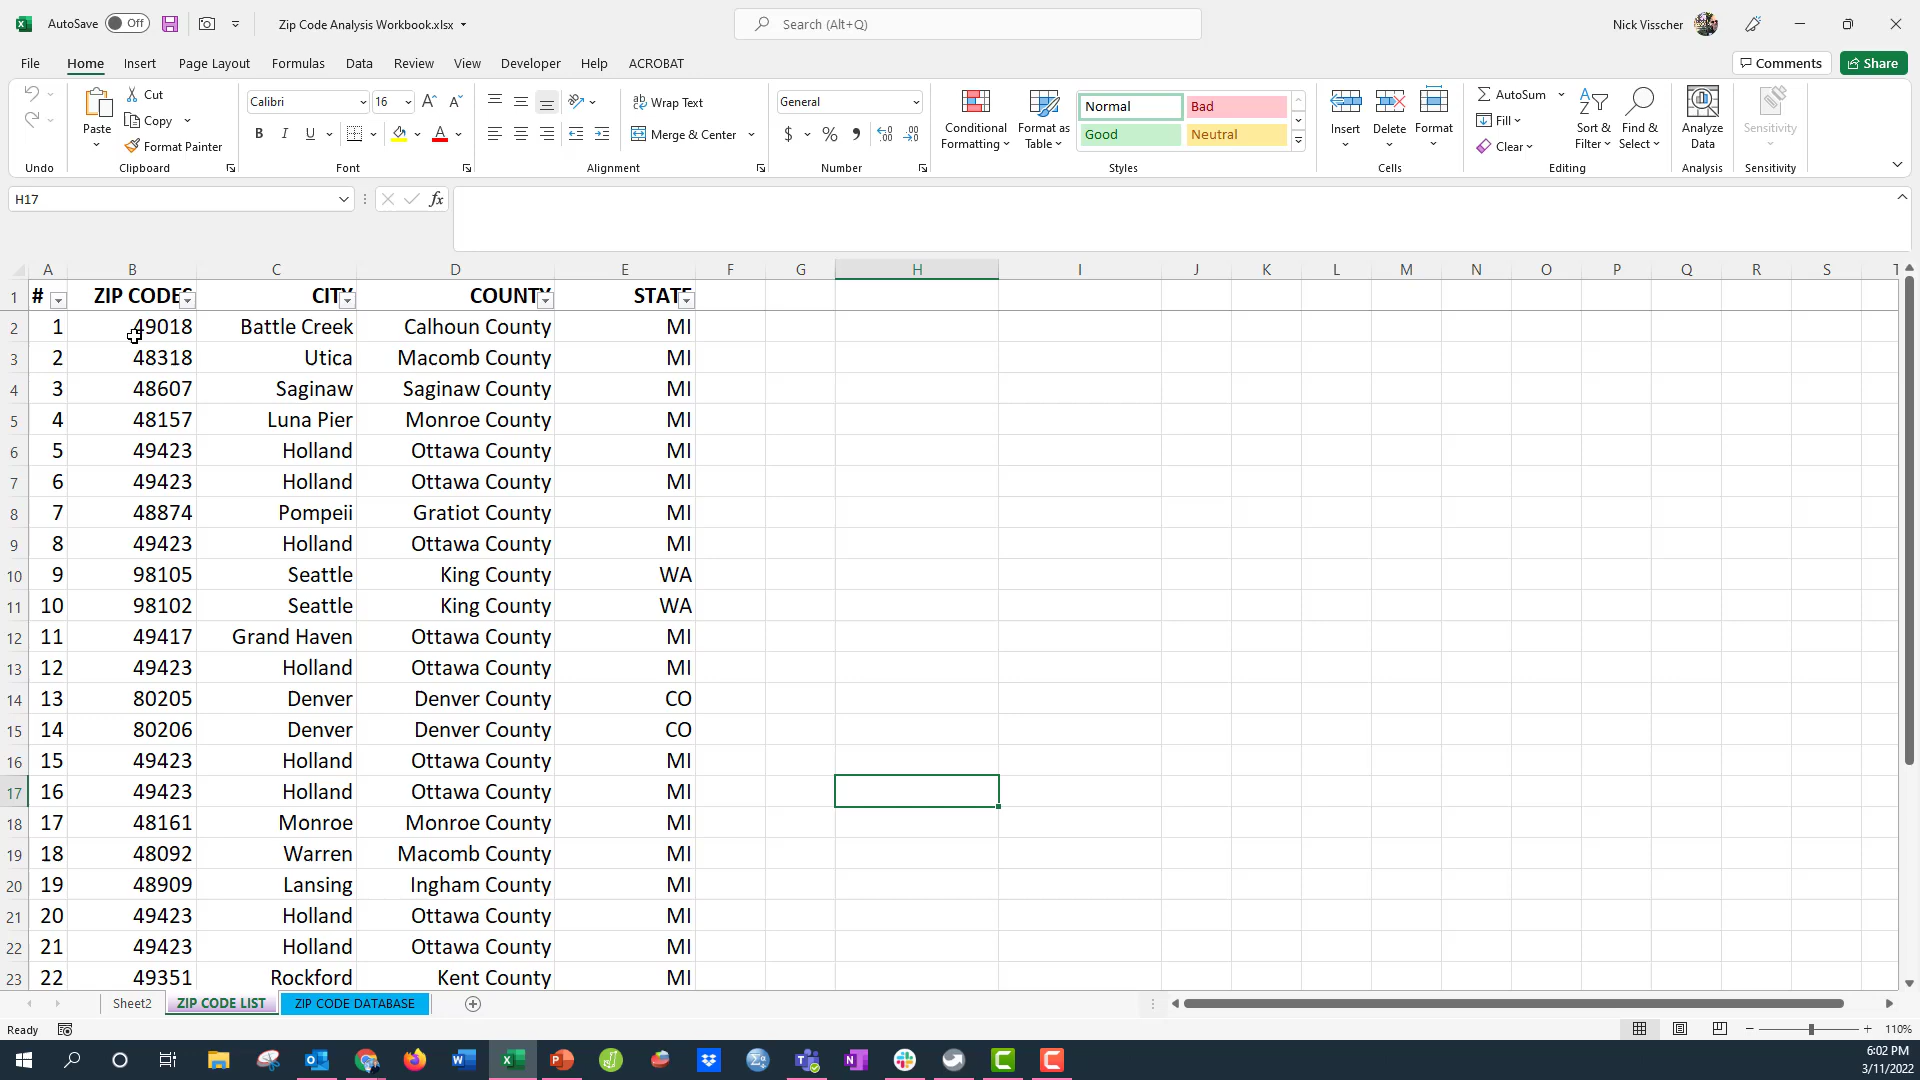 AutoSave Off Zip Code Analysis Workbook.xlsx Search (Alt+Q) Nick Visscher
File Home Insert Page Layout Formulas Data Review View Developer Help ACROBAT Comments Share
Paste Cut Copy Format Painter
Calibri 16 B I U A
Wrap Text Merge & Center
General $ % 9
Conditional Formatting Format as Table
Normal Bad
Good Neutral
Insert Delete Format
AutoSum Fill Clear Sort & Filter Find & Select
Analyze Data Sensitivity
Undo Clipboard Font Alignment Number Styles Cells Editing Analysis Sensitivity
H17 fx
A B C D E F G H I J K L M N O P Q R S
1 # ZIP CODES CITY COUNTY STATE
2 1 49018 Battle Creek Calhoun County MI
3 2 48318 Utica Macomb County MI
4 3 48607 Saginaw Saginaw County MI
5 4 48157 Luna Pier Monroe County MI
6 5 49423 Holland Ottawa County MI
7 6 49423 Holland Ottawa County MI
8 7 48874 Pompeii Gratiot County MI
9 8 49423 Holland Ottawa County MI
10 9 98105 Seattle King County WA
11 10 98102 Seattle King County WA
12 11 49417 Grand Haven Ottawa County MI
13 12 49423 Holland Ottawa County MI
14 13 80205 Denver Denver County CO
15 14 80206 Denver Denver County CO
16 15 49423 Holland Ottawa County MI
17 16 49423 Holland Ottawa County MI
18 17 48161 Monroe Monroe County MI
19 18 48092 Warren Macomb County MI
20 19 48909 Lansing Ingham County MI
21 20 49423 Holland Ottawa County MI
22 21 49423 Holland Ottawa County MI
23 22 49351 Rockford Kent County MI
Sheet2 ZIP CODE LIST ZIP CODE DATABASE
Ready 110%
6:02 PM
3/11/2022